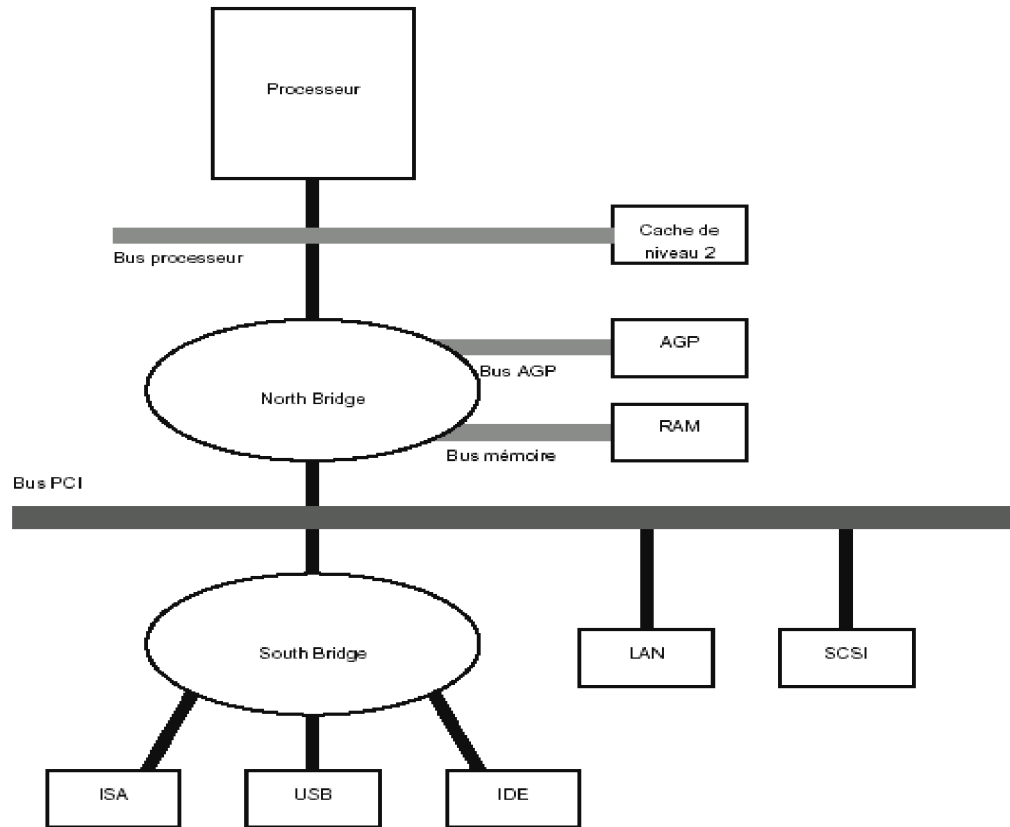 Processeur
Cache de
niveau 2
Bus processeur
AGP
Bus AGP
North Bridge
RAM
Bus mémoire
Bus PCI
South Bridge
LAN
SCSI
ISA
USB
IDE